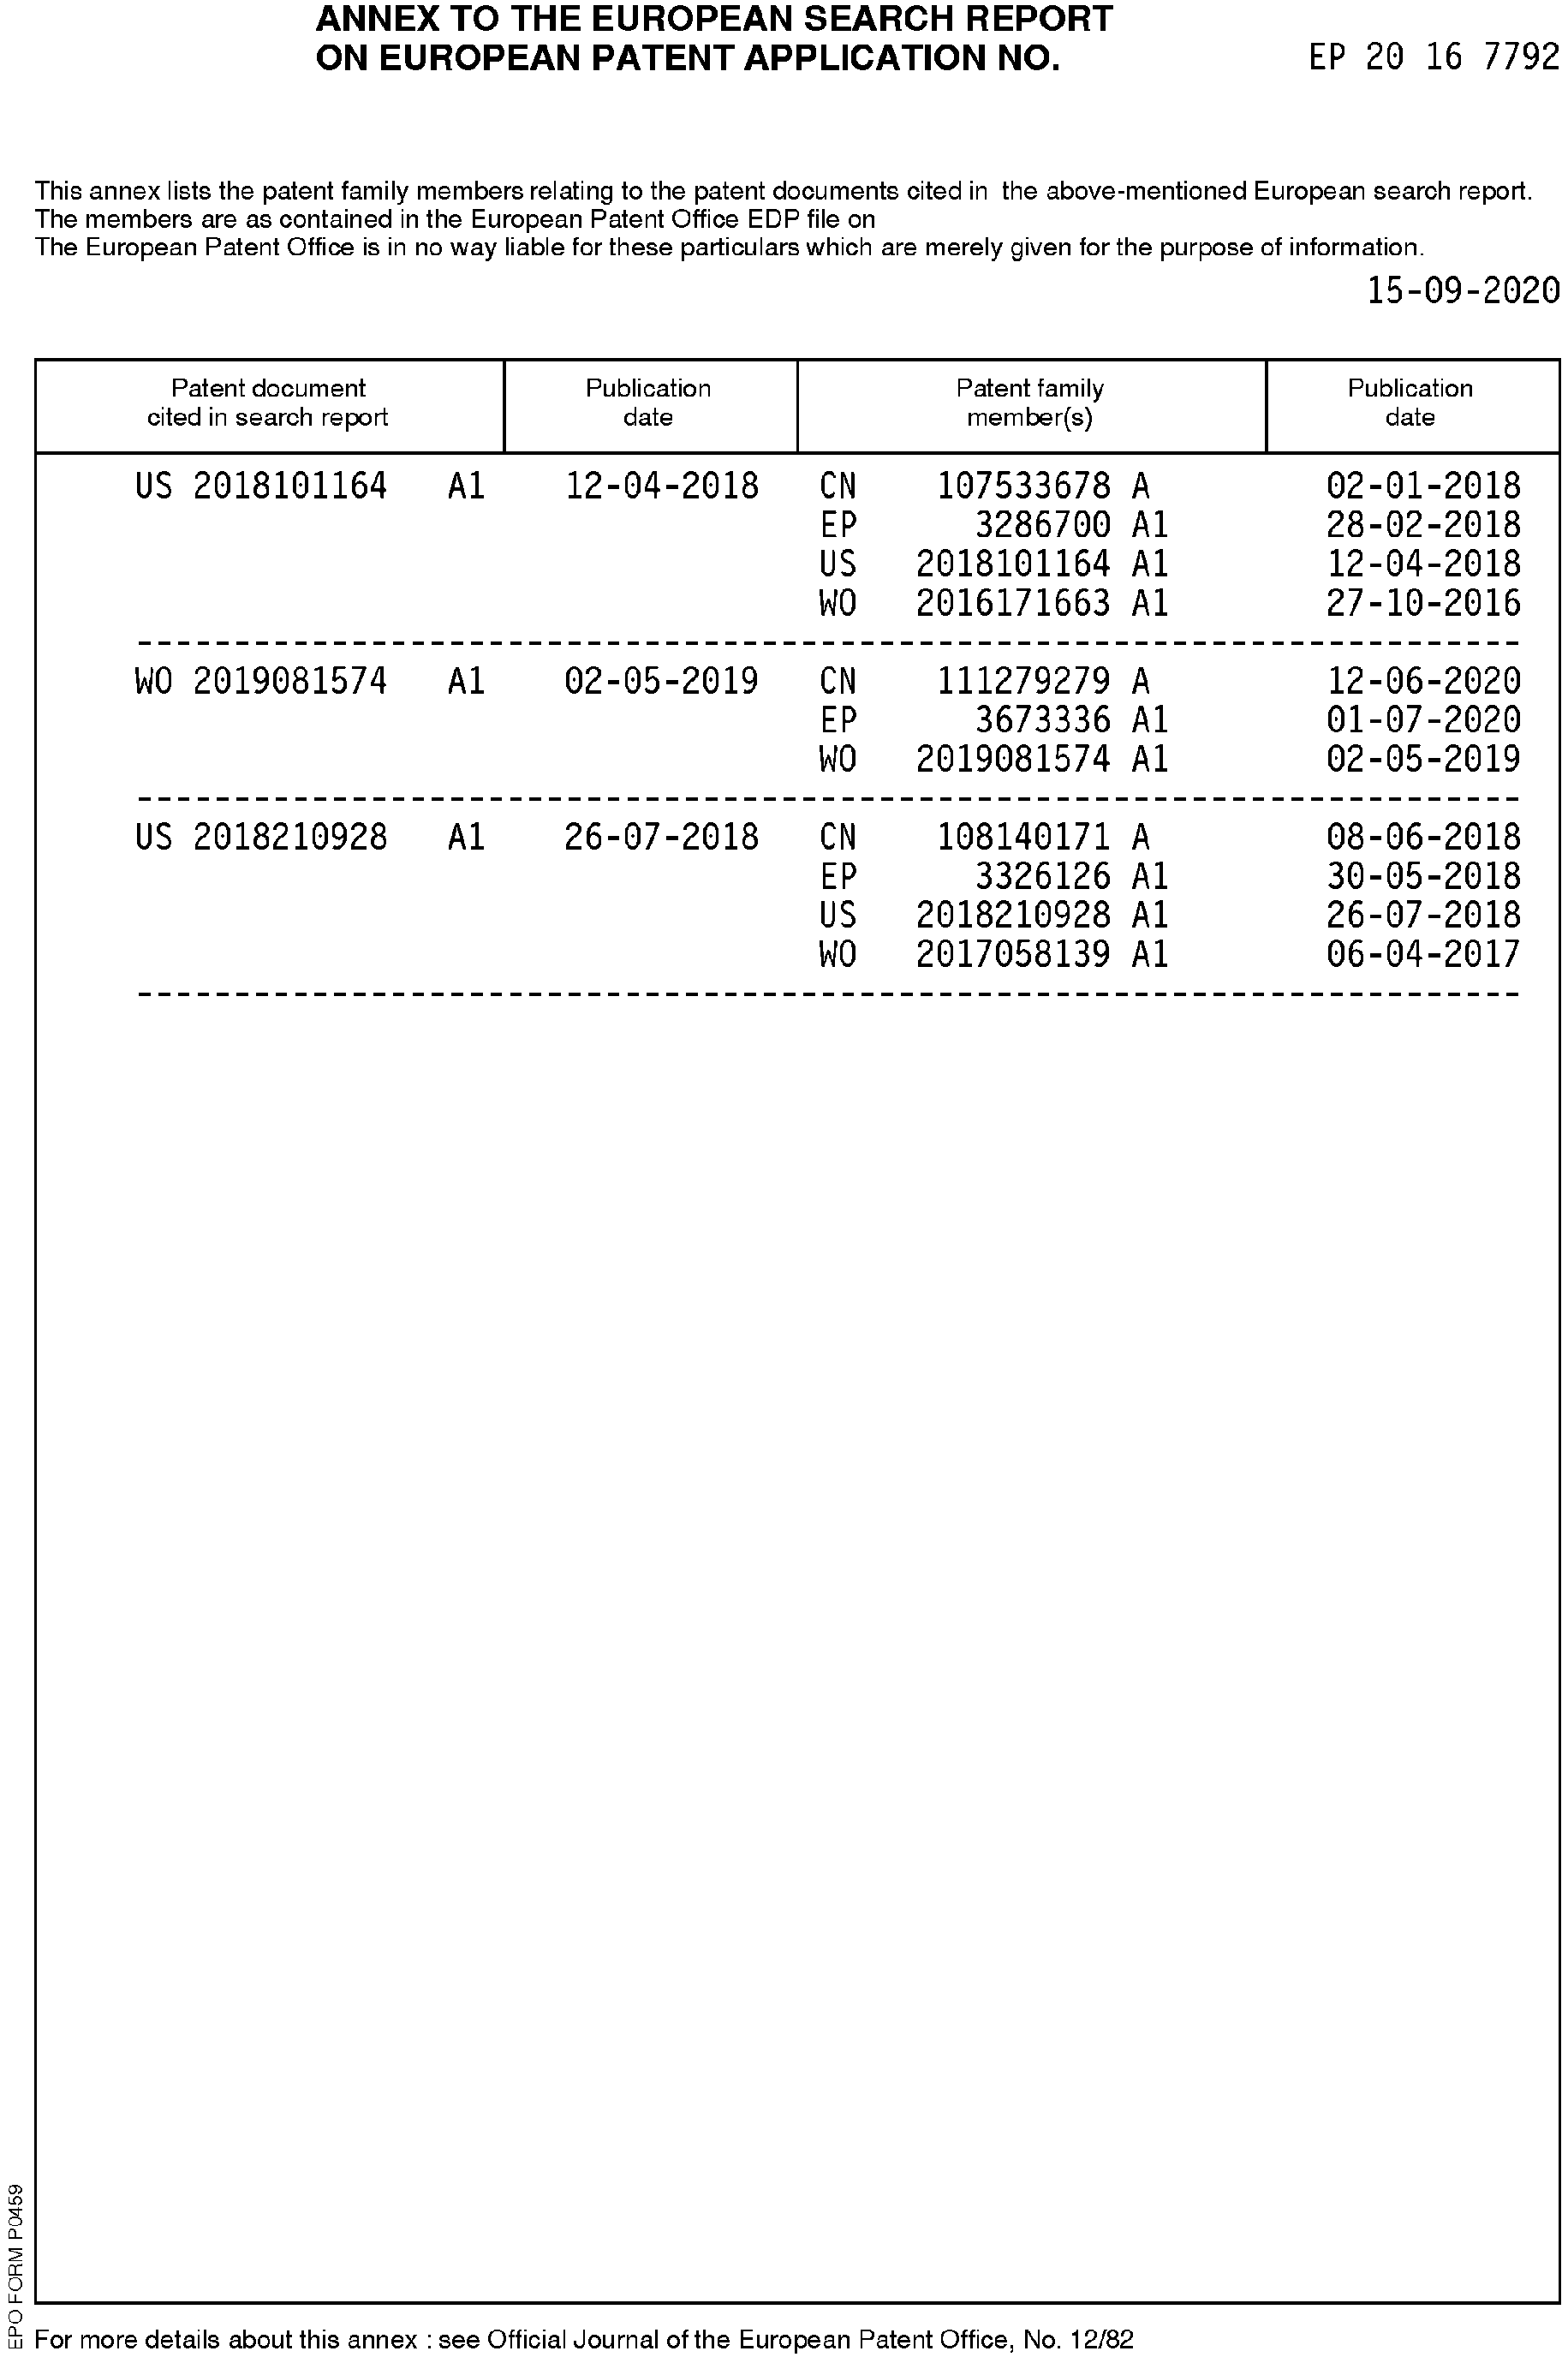 ANNEX TO THE EUROPEAN SEARCH REPORT
ON EUROPEAN PATENT APPLICATION NO. EP 20 16 7792
This annex lists the patent family members relating to the patent documents cited in the above-mentioned European search report.
The members are as contained in the European Patent Office EDP file on
The European Patent Office is in no way liable for these particulars which are merely given for the purpose of information.
15-09-2020
Patent document cited in search report Publication date Patent family member(s) Publication date
US 2018101164 A1 12-04-2018 CN 107533678 A 02-01-2018
EP 3286700 A1 28-02-2018
US 2018101164 A1 12-04-2018
WO 2016171663 A1 27-10-2016
WO 2019081574 A1 02-05-2019 CN 111279279 A 12-06-2020
EP 3673336 A1 01-07-2020
WO 2019081574 A1 02-05-2019
US 2018210928 A1 26-07-2018 CN 108140171 A 08-06-2018
EP 3326126 A1 30-05-2018
US 2018210928 A1 26-07-2018
WO 2017058139 A1 06-04-2017
EPO FORM P0459
For more details about this annex : see Official Journal of the European Patent Office, No. 12/82